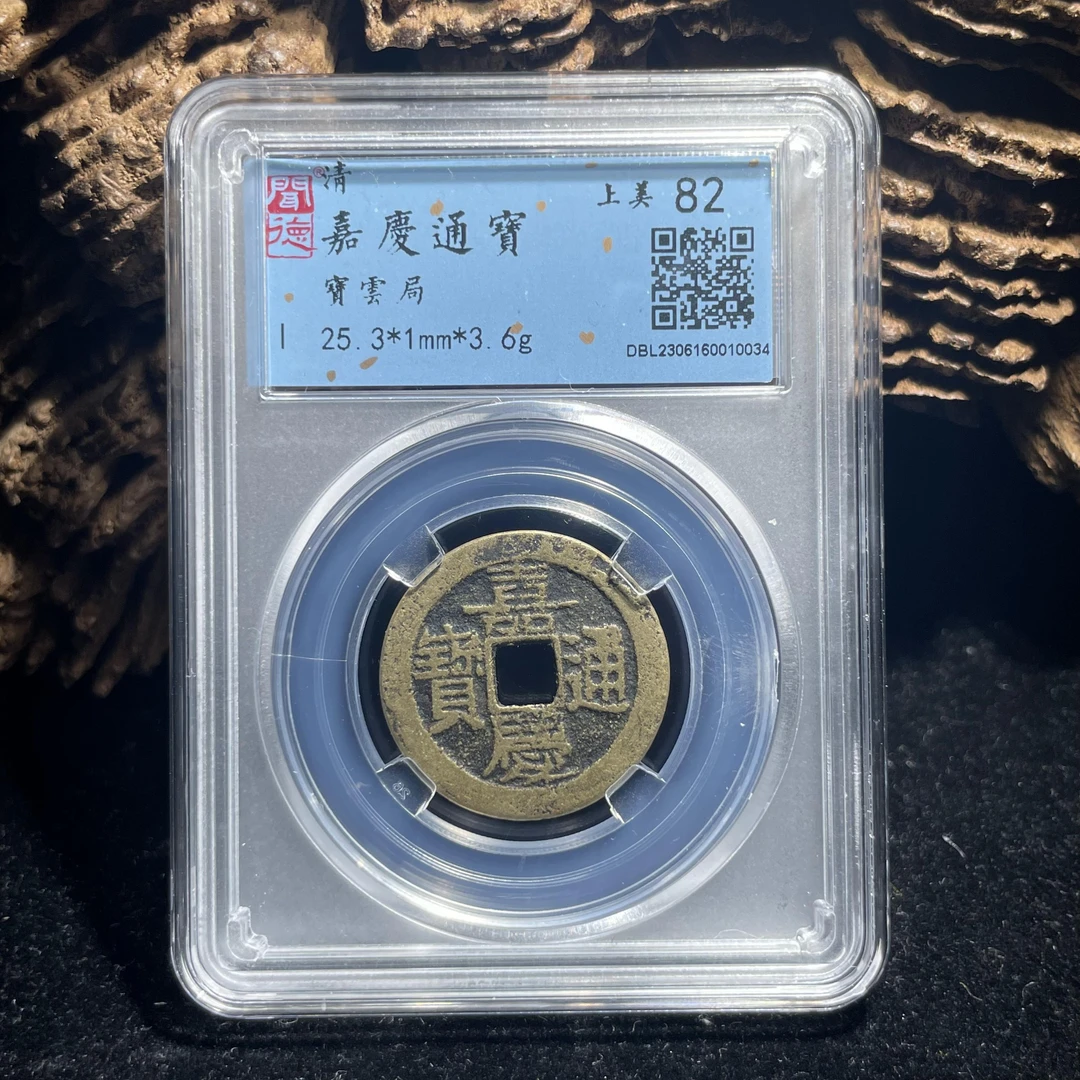 聞德®
清
上美 82
嘉慶通寶
寶雲局
25.3*1mm*3.6g
DBL2306160010034
嘉慶通寶